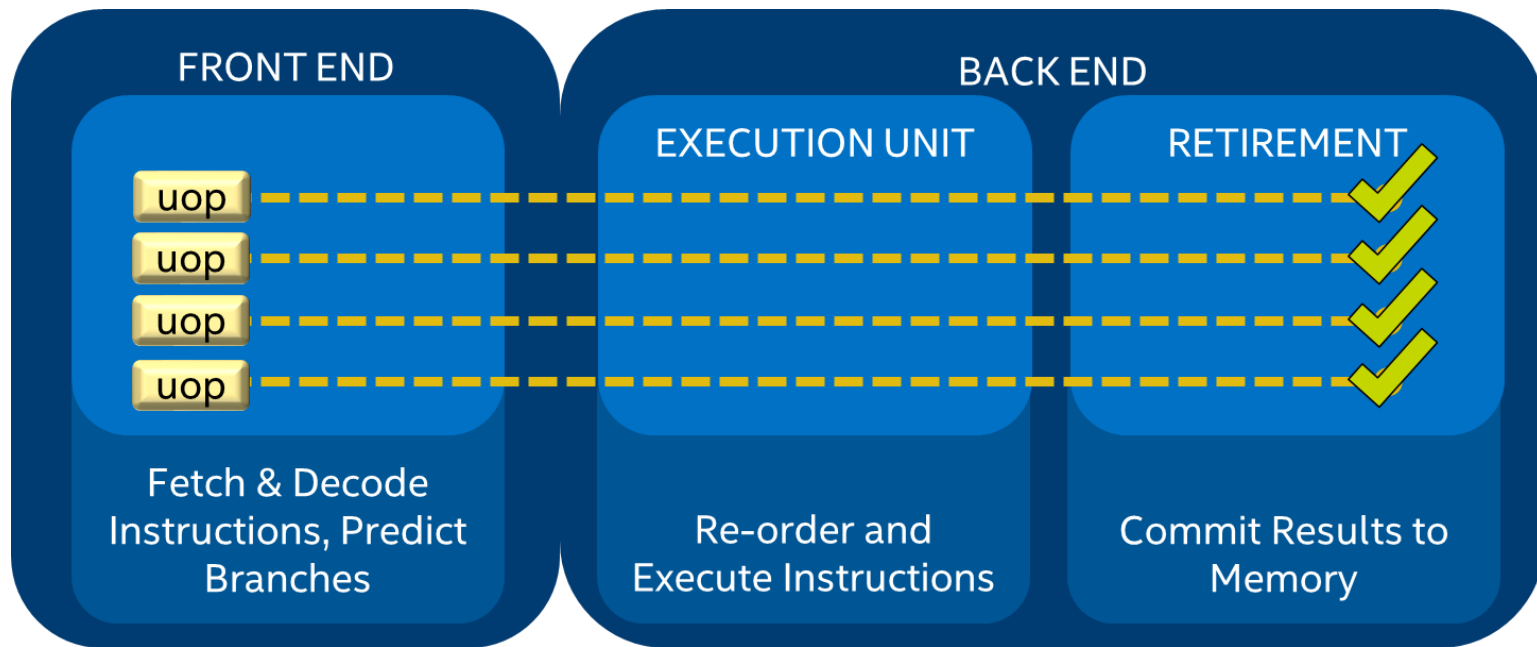 FRONT END
BACK END
EXECUTION UNIT
RETIREMENT
uop
uop
uop
uop
Fetch & Decode
Instructions, Predict
Branches
Re-order and
Execute Instructions
Commit Results to
Memory